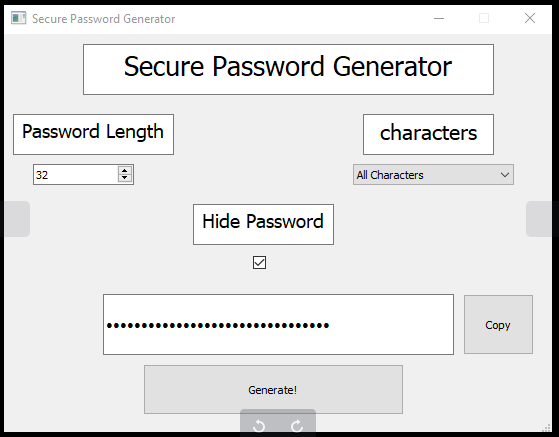 Secure Password Generator
Secure Password Generator
Password Length
characters
32
All Characters
Hide Password
••••••••••••••••••••••••••••••••
Copy
Generate!